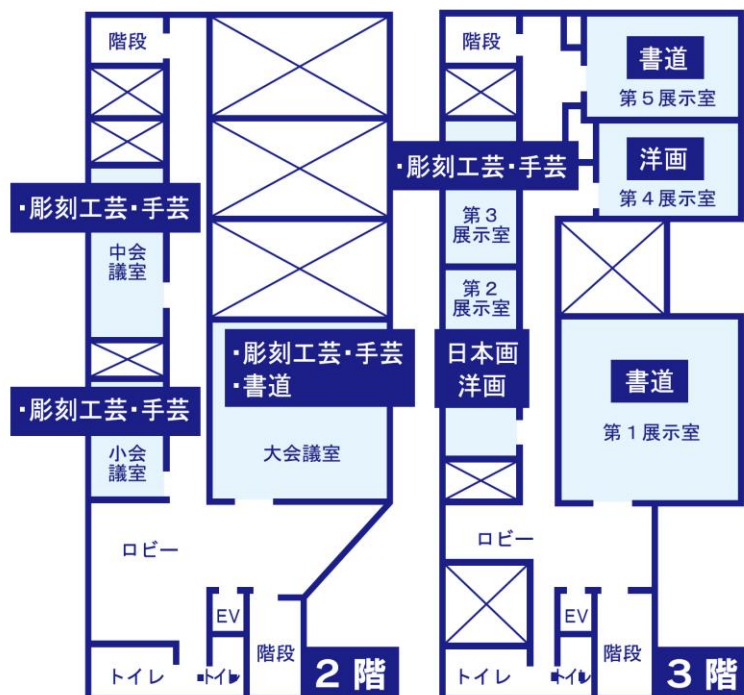 階段
・彫刻工芸・手芸
中会
議室
・彫刻工芸・手芸
小会
議室
・彫刻工芸・手芸
・書道
大会議室
ロビー
EV
トイレ
トイレ
階段
2階
階段
書道
第5展示室
洋画
第4展示室
・彫刻工芸・手芸
第3
展示室
第2
展示室
日本画
洋画
書道
第1展示室
ロビー
EV
トイレ
トイレ
階段
3階